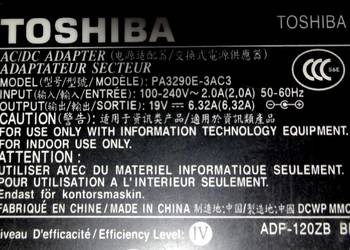 TOSHIBA TOSHIBA
AC/DC ADAPTER (电源适配器/交換式電源供應器)
ADAPTATEUR SECTEUR
MODEL(型号/型號/MODÈLE): PA3290E-3AC3
INPUT(输入/輸入/ENTRÉE): 100-240V~ 2.0A(2,0A) 50-60Hz
OUTPUT(输出/輸出/SORTIE): 19V 6.32A(6,32A)
CAUTION(警告): 适用于资讯类产品/適用於資訊類産品
FOR USE ONLY WITH INFORMATION TECHNOLOGY EQUIPMENT.
FOR INDOOR USE ONLY.
ATTENTION:
UTILISER AVEC DU MATERIEL INFORMATIQUE SEULEMENT.
POUR UTILISATION A L'INTERIEUR SEULEMENT.
Endast för kontorsmaskin.
FABRIQUÉ EN CHINE / MADE IN CHINA 制造地:中国/製造地:中國 DCWP MMC
Niveau D'efficacité/ Efficiency Level: IV ADP-120ZB